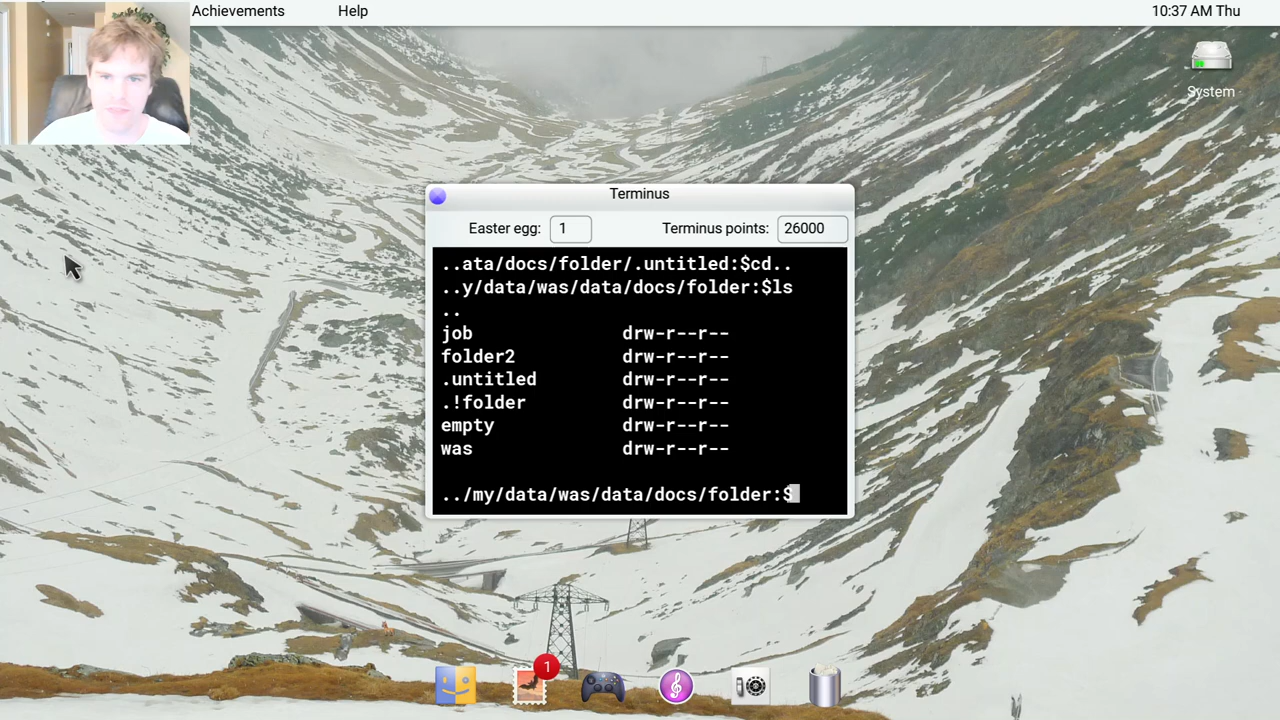 Achievements Help 10:37 AM Thu
System
Terminus
Easter egg: 1 Terminus points: 26000
..ata/docs/folder/.untitled:$cd..
..y/data/was/data/docs/folder:$ls
..
job drw-r--r--
folder2 drw-r--r--
.untitled drw-r--r--
.!folder drw-r--r--
empty drw-r--r--
was drw-r--r--
../my/data/was/data/docs/folder:$
1